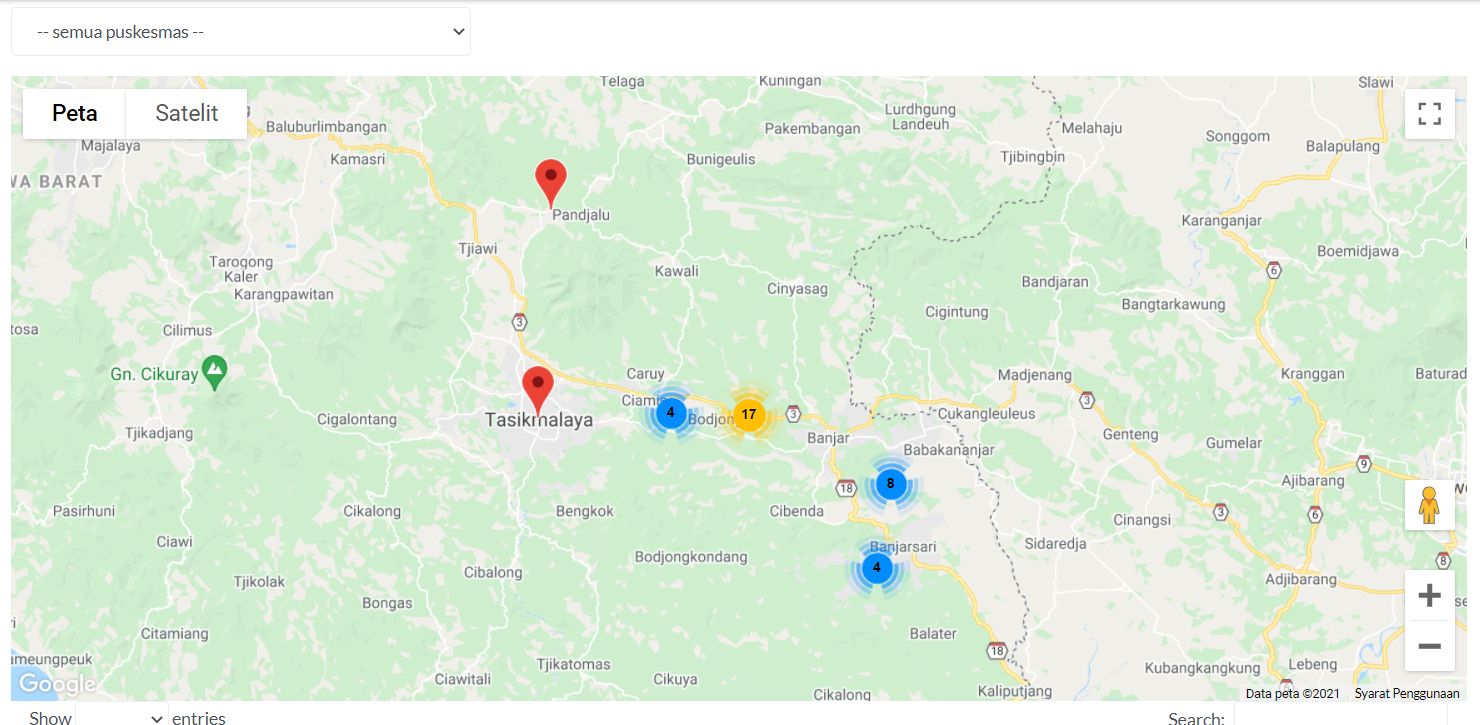 -- semua puskesmas --
Peta
Satelit
Telaga
Kuningan
Slawi
Lurdhgung
Landeuh
Baluburlimbangan
Pakembangan
Melahaju
Songgom
Balapulang
Majalaya
Kamasri
Bunigeulis
Tjibingbin
WA BARAT
Pandjalu
Karanganjar
Tjiawi
Boemidjawa
Tarogong
Kaler
Kawali
6
Bandjaran
Karangpawitan
Cinyasag
Bangtarkawung
Cigintung
tosa
Cilimus
3
Gn. Cikuray
Caruy
Madjenang
Kranggan
Baturad
Ciamis
3
4
17
3
Cukangleuleus
Cigalontang
Tasikmalaya
Bodjon
Tjikadjang
Banjar
Genteng
Gumelar
Babakananjar
9
8
Ajibarang
18
Pasirhuni
Cikalong
Bengkok
Cibenda
3
6
Cinangsi
Ciawi
Banjarsari
Sidaredja
Bodjongkondang
8
4
Cibalong
Tjikolak
Adjibarang
Bongas
Citamiang
Balater
18
ameungpeuk
Tjikatomas
Kubangkangkung
Lebeng
Ciawitali
Cikuya
Cikalong
Kaliputjang
Google
Data peta ©2021
Syarat Penggunaan
Show
entries
Search: